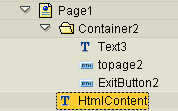 Page1
Container2
T Text3
topage2
ExitButton2
T HtmlContent